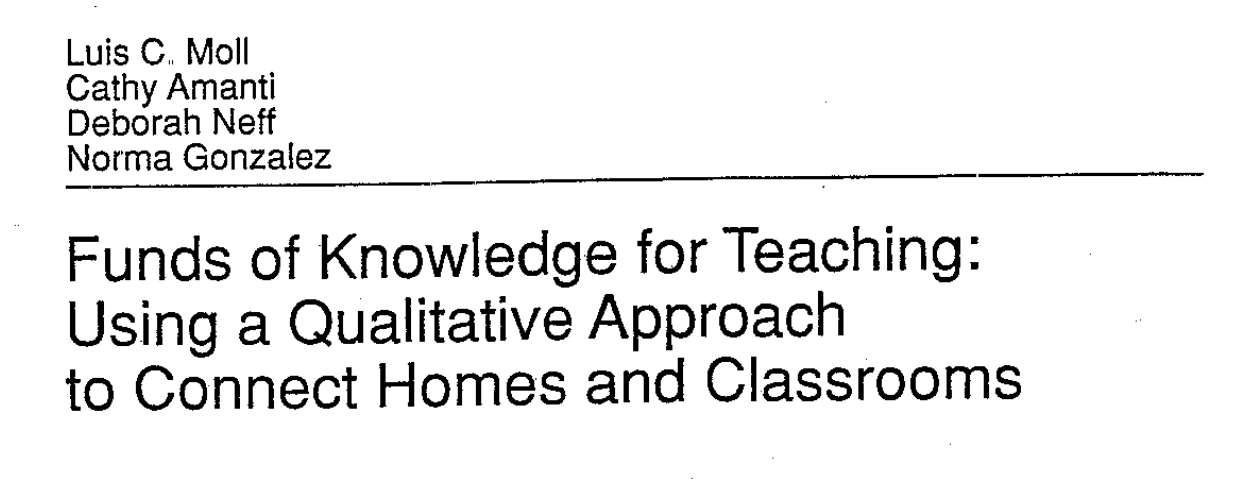 Luis C. Moll
Cathy Amanti
Deborah Neff
Norma Gonzalez
Funds of Knowledge for Teaching:
Using a Qualitative Approach
to Connect Homes and Classrooms